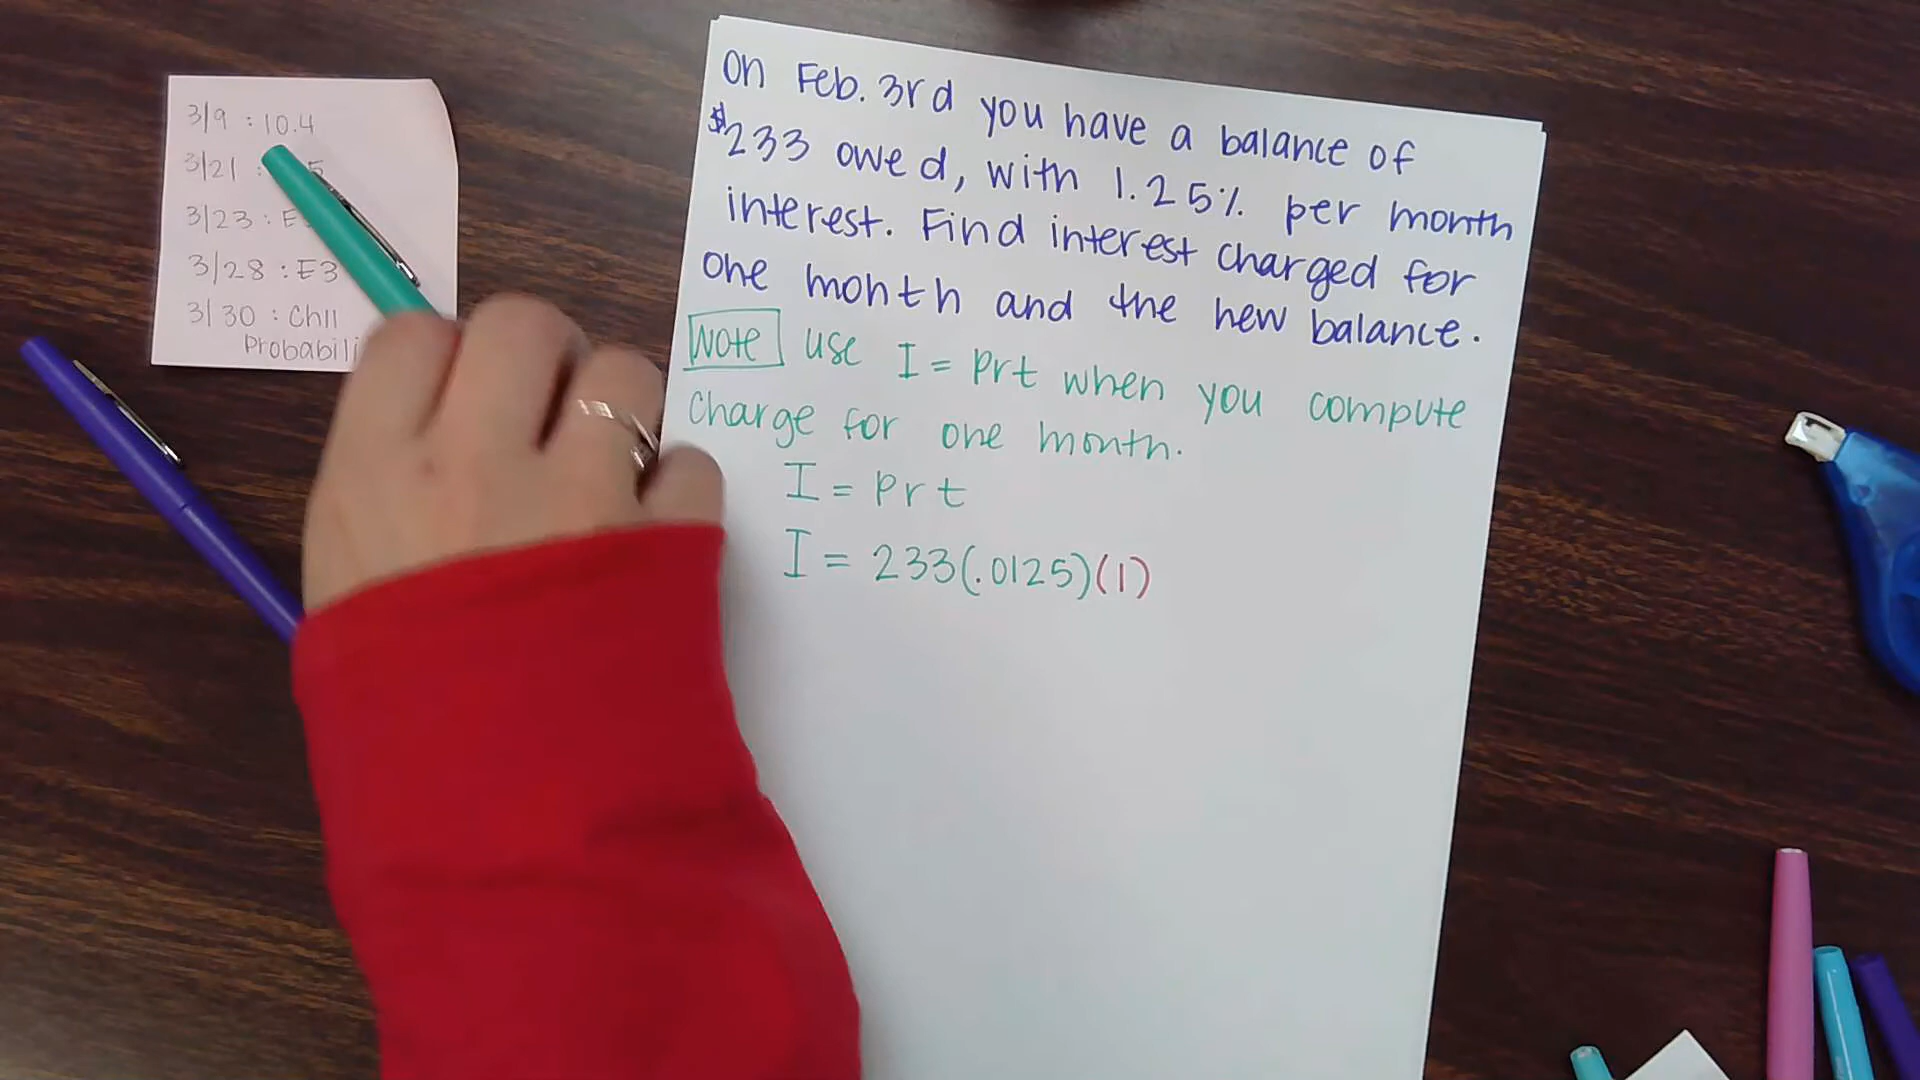 3/9 : 10.4
3/21 : 5
3/23 : E
3/28 : E3
3/30 : Ch11
On Feb. 3rd you have a balance of
$233 owed, with 1.25% per month
interest. Find interest charged for
one month and the new balance.
Note use I = Prt when you compute
charge for one month.
I = Prt
I = 233(.0125)(1)